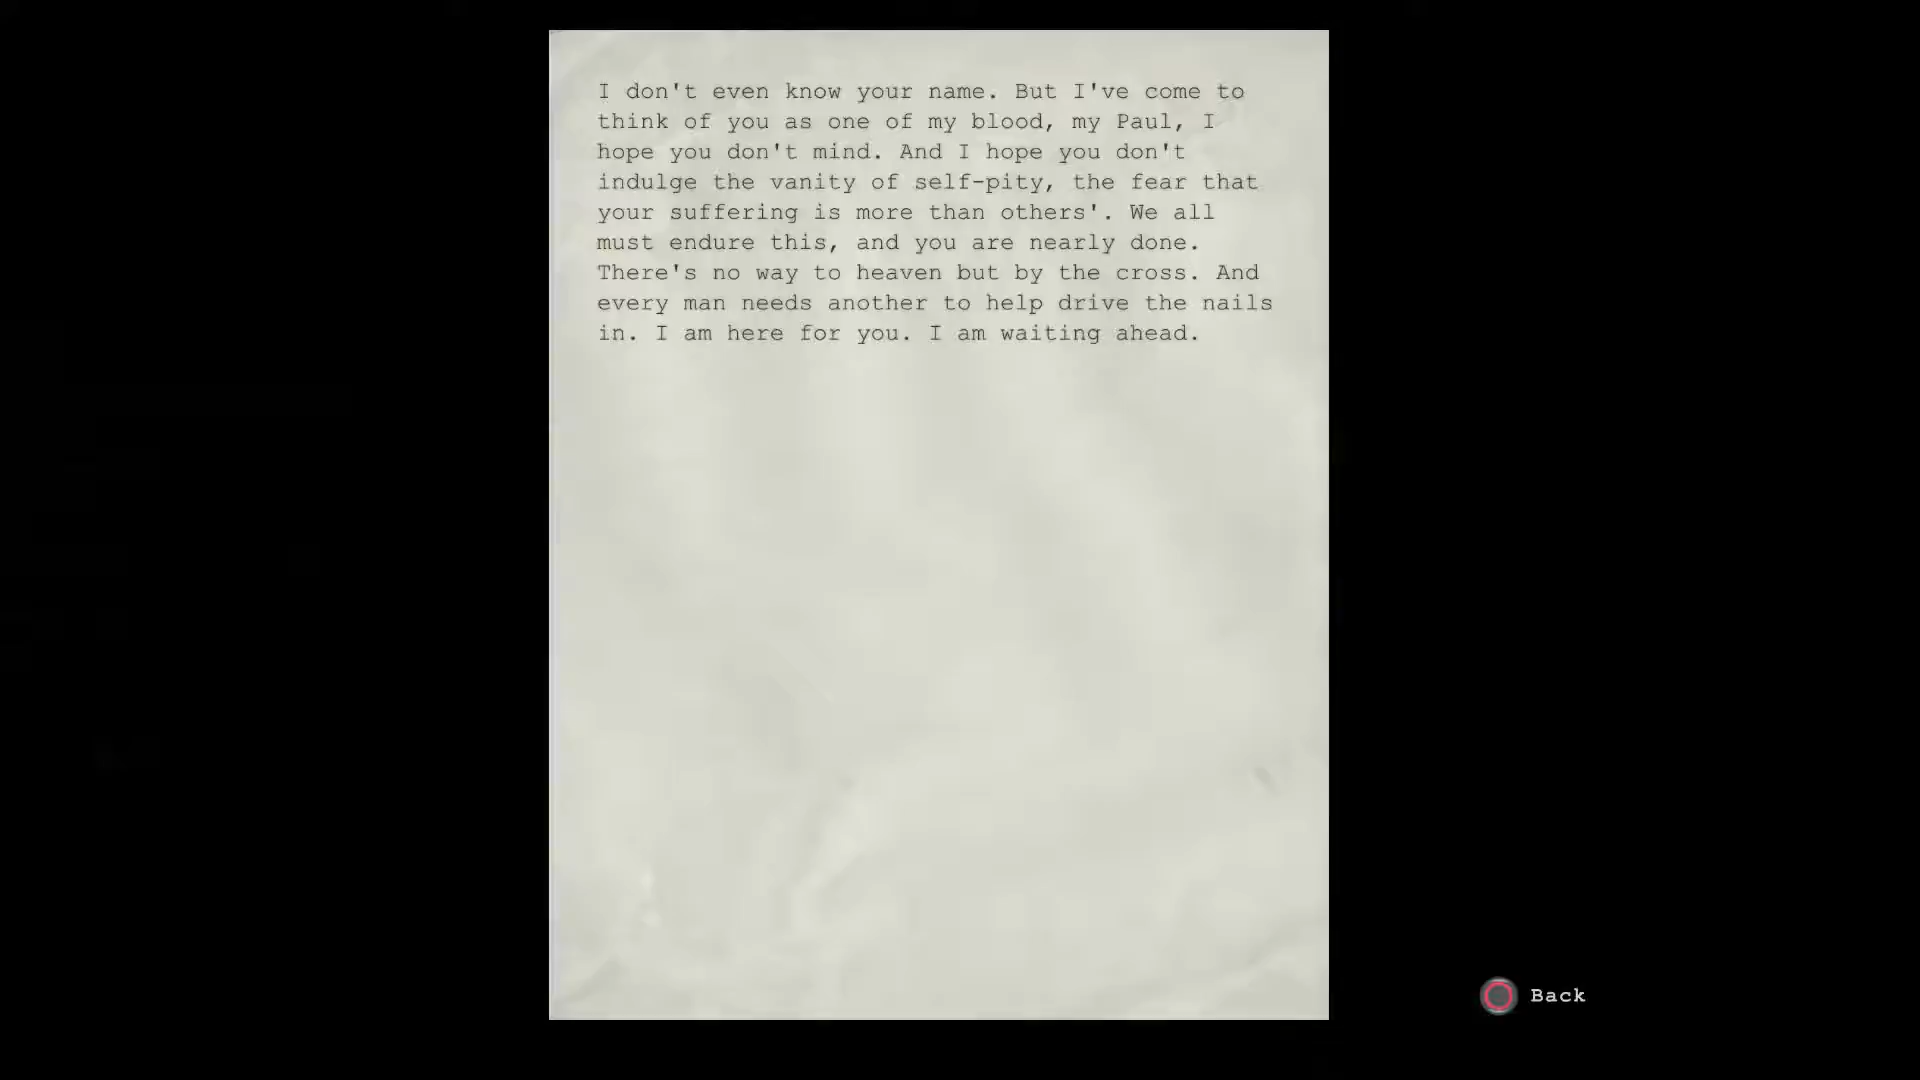 I don't even know your name. But I've come to
think of you as one of my blood, my Paul, I
hope you don't mind. And I hope you don't
indulge the vanity of self-pity, the fear that
your suffering is more than others'. We all
must endure this, and you are nearly done.
There's no way to heaven but by the cross. And
every man needs another to help drive the nails
in. I am here for you. I am waiting ahead.
Back